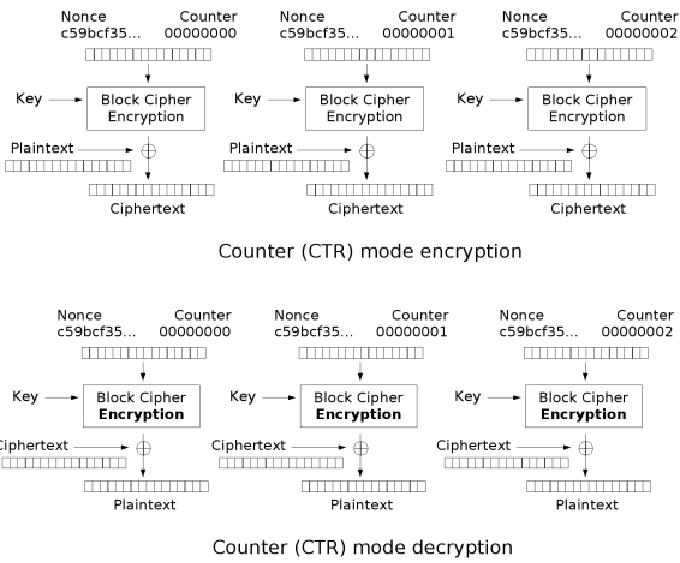 Nonce Counter Nonce Counter Nonce Counter
c59bcf35... 00000000 c59bcf35... 00000001 c59bcf35... 00000002
Key Block Cipher Encryption Key Block Cipher Encryption Key Block Cipher Encryption
Plaintext Plaintext Plaintext
Ciphertext Ciphertext Ciphertext
Counter (CTR) mode encryption
Nonce Counter Nonce Counter Nonce Counter
c59bcf35... 00000000 c59bcf35... 00000001 c59bcf35... 00000002
Key Block Cipher Encryption Key Block Cipher Encryption Key Block Cipher Encryption
Ciphertext Ciphertext Ciphertext
Plaintext Plaintext Plaintext
Counter (CTR) mode decryption